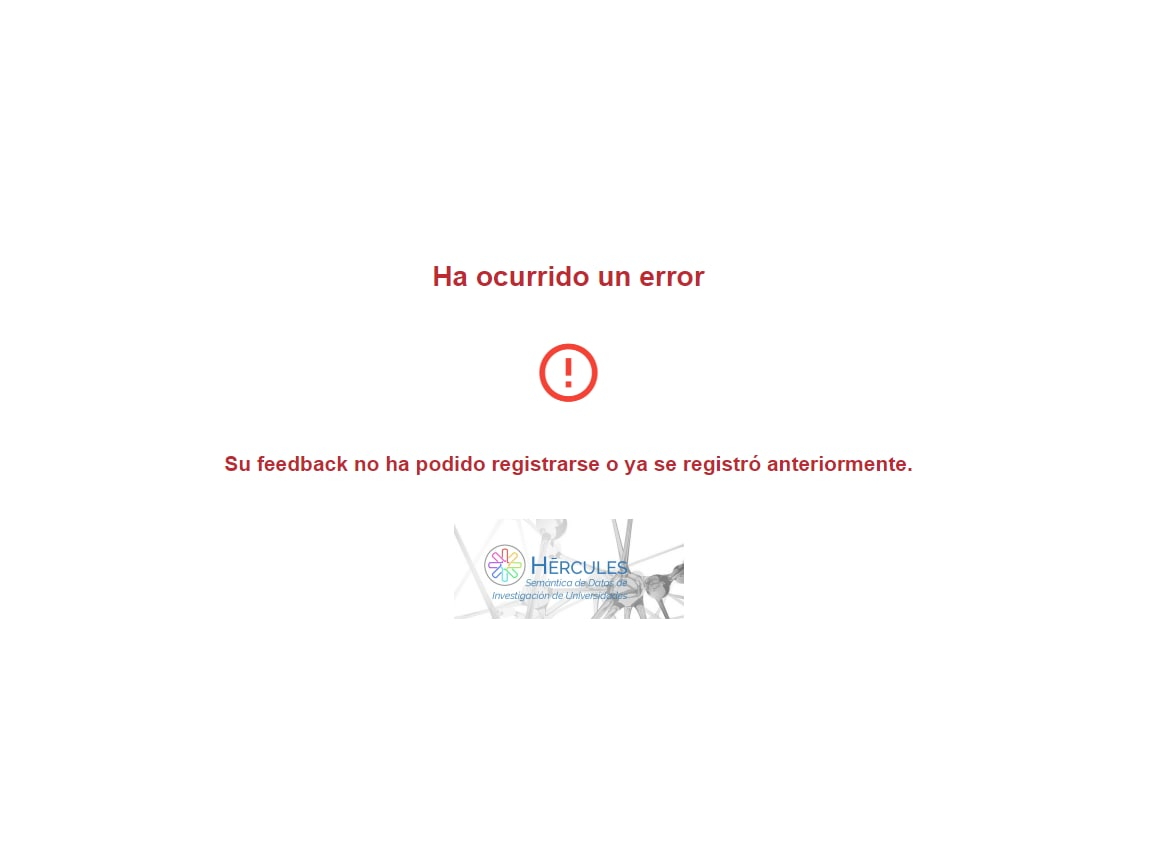 Ha ocurrido un error
!
Su feedback no ha podido registrarse o ya se registró anteriormente.
HĒRCULES
Semántica de Datos de
Investigación de Universidades